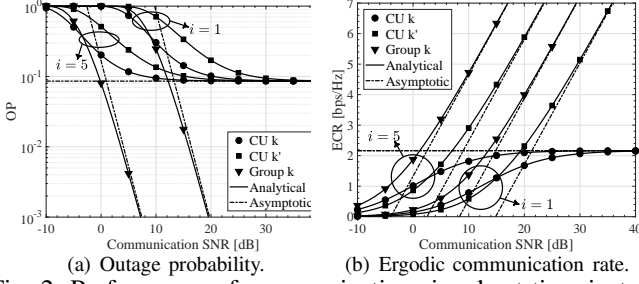 10^0
10^-1
10^-2
10^-3
OP
i = 1
i = 5
CU k
CU k'
Group k
Analytical
Asymptotic
-10 0 10 20 30
Communication SNR [dB]
(a) Outage probability.
7
6
5
4
3
2
1
0
ECR [bps/Hz]
CU k
CU k'
Group k
Analytical
Asymptotic
i = 5
i = 1
-10 0 10 20 30 40
Communication SNR [dB]
(b) Ergodic communication rate.